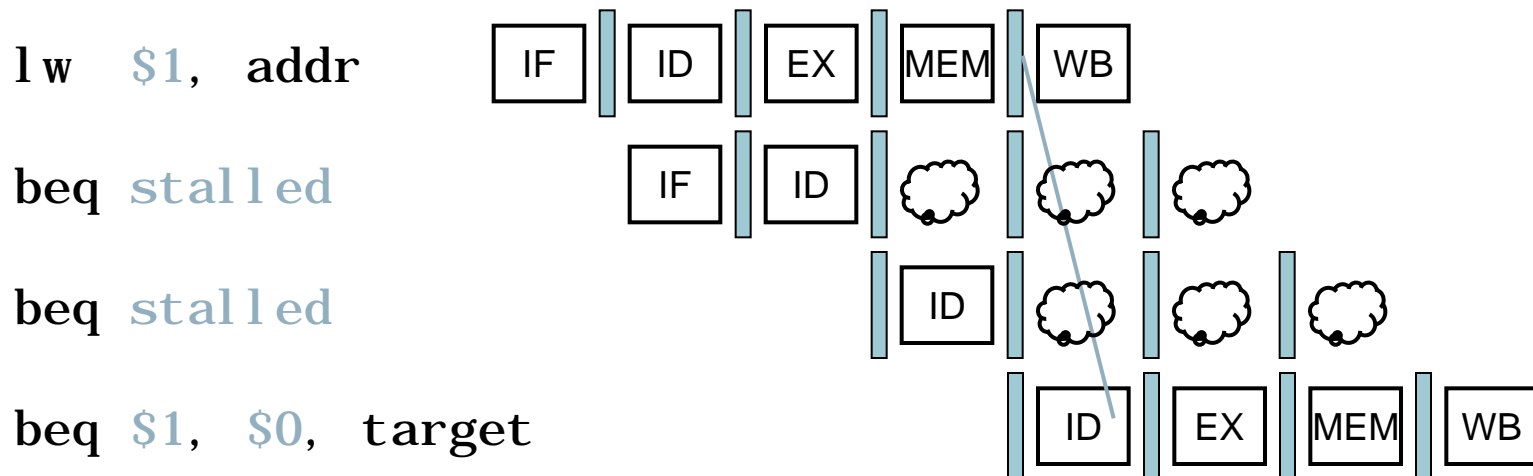 lw $1, addr IF ID EX MEM WB
beq stalled IF ID
beq stalled ID
beq $1, $0, target ID EX MEM WB